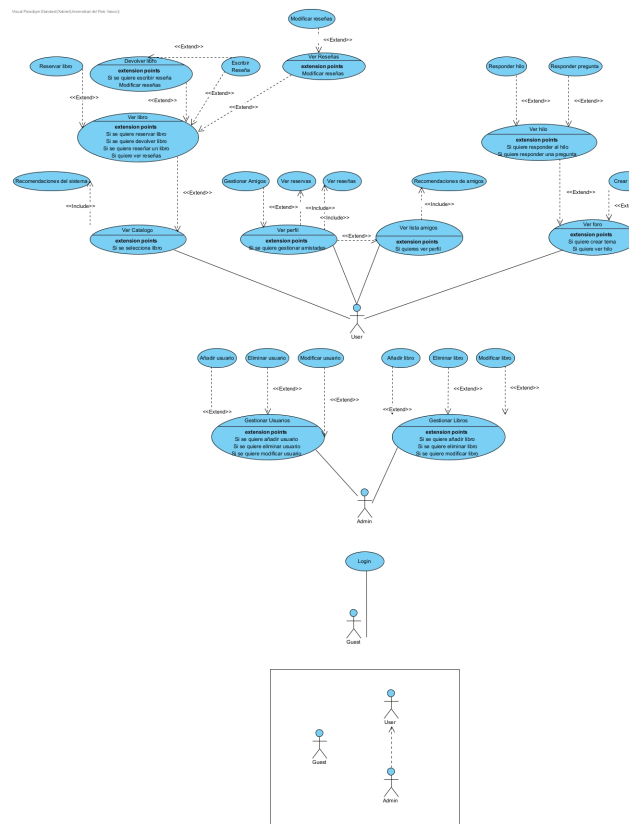 Visual Paradigm Standard(Xabier(Universidad del Pais Vasco))
Modificar reseñas
<<Extend>>
Reservar libro
Devolver libro
extension points
Si se quiere escribir reseña
Modificar reseñas
<<Extend>>
Escribir
Reseña
Ver Reseñas
extension points
Modificar reseñas
Responder hilo
Responder pregunta
<<Extend>>
<<Extend>>
<<Extend>>
<<Extend>>
<<Extend>>
<<Extend>>
Ver libro
extension points
Si se quiere reservar libro
Si se quiere devolver libro
Si se quiere reseñar un libro
Si quiere ver reseñas
Ver hilo
extension points
Si quiere responder al hilo
Si quiere responder una pregunta
Recomendaciones del sistema
<<Extend>>
Gestionar Amigos
Ver reservas
Ver reseñas
Recomendaciones de amigos
<<Extend>>
Crear
<<Include>>
<<Extend>>
<<Include>>
<<Include>>
<<Include>>
<<Ext
Ver Catalogo
extension points
Si se selecciona libro
Ver perfil
extension points
Si se quiere gestionar amistades
<<Extend>>
Ver lista amigos
extension points
Si quieres ver perfil
Ver foro
extension points
Si quiere crear tema
Si quiere ver hilo
User
Añadir usuario
Eliminar usuario
Modificar usuario
Añadir libro
Eliminar libro
Modificar libro
<<Extend>>
<<Extend>>
<<Extend>>
<<Extend>>
<<Extend>>
<<Extend>>
Gestionar Usuarios
extension points
Si se quiere añadir usuario
Si se quiere eliminar usuario
Si se quiere modificar usuario
Gestionar Libros
extension points
Si se quiere añadir libro
Si se quiere eliminar libro
Si se quiere modificar libro
Admin
Login
Guest
User
Guest
Admin